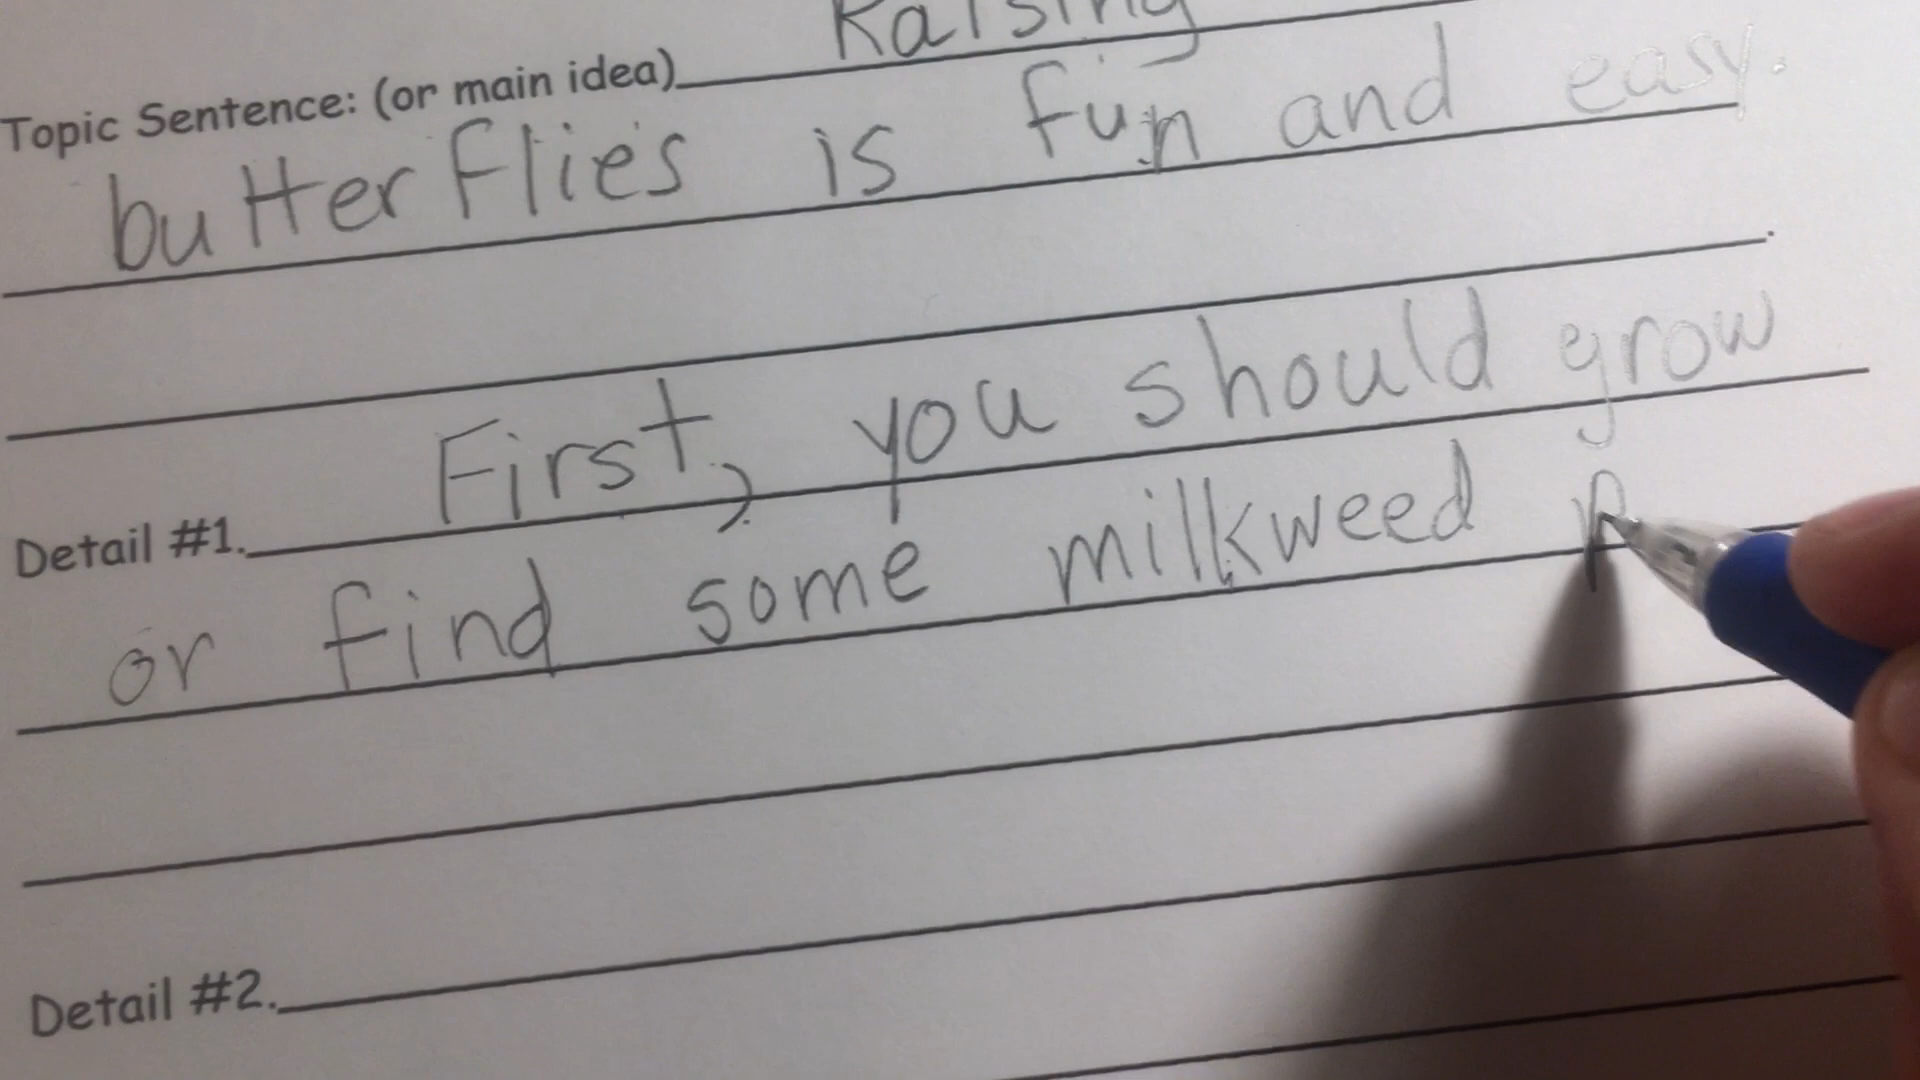 Topic Sentence: (or main idea) Raising
butterflies is fun and easy.
Detail #1. First, you should grow
or find some milkweed p
Detail #2.